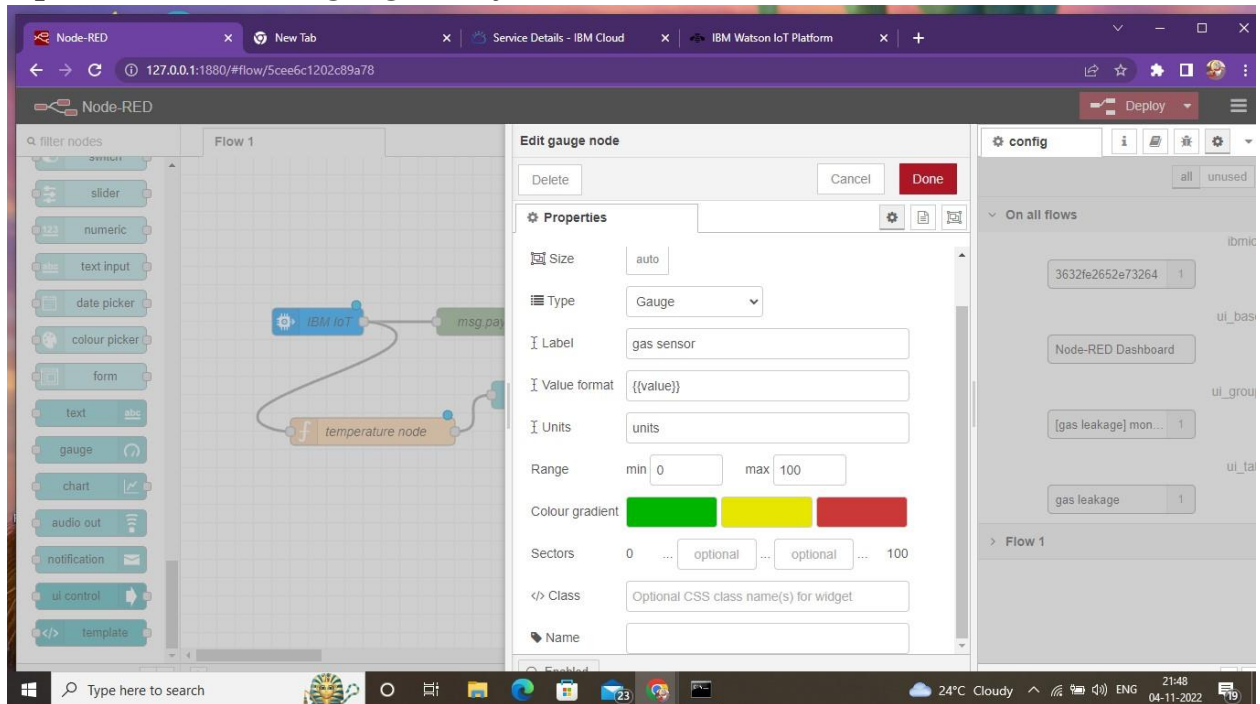 Node-RED
New Tab
Service Details - IBM Cloud
IBM Watson IoT Platform
127.0.0.1:1880/#flow/5cee6c1202c89a78
Node-RED
Deploy
filter nodes
Flow 1
Edit gauge node
config
all
unused
Delete
Cancel
Done
Properties
On all flows
switch
slider
numeric
text input
date picker
colour picker
form
text
abc
gauge
chart
audio out
notification
ui control
template
IBM IoT
msg.pay
temperature node
Size
auto
Type
Gauge
Label
gas sensor
Value format
{{value}}
Units
units
Range
min 0
max 100
Colour gradient
Sectors
0 ... optional ... optional ... 100
Class
Optional CSS class name(s) for widget
Name
Enabled
3632fe2652e73264
1
Node-RED Dashboard
[gas leakage] mon...
1
gas leakage
1
Flow 1
Type here to search
23
24°C Cloudy
ENG
21:48
04-11-2022
19